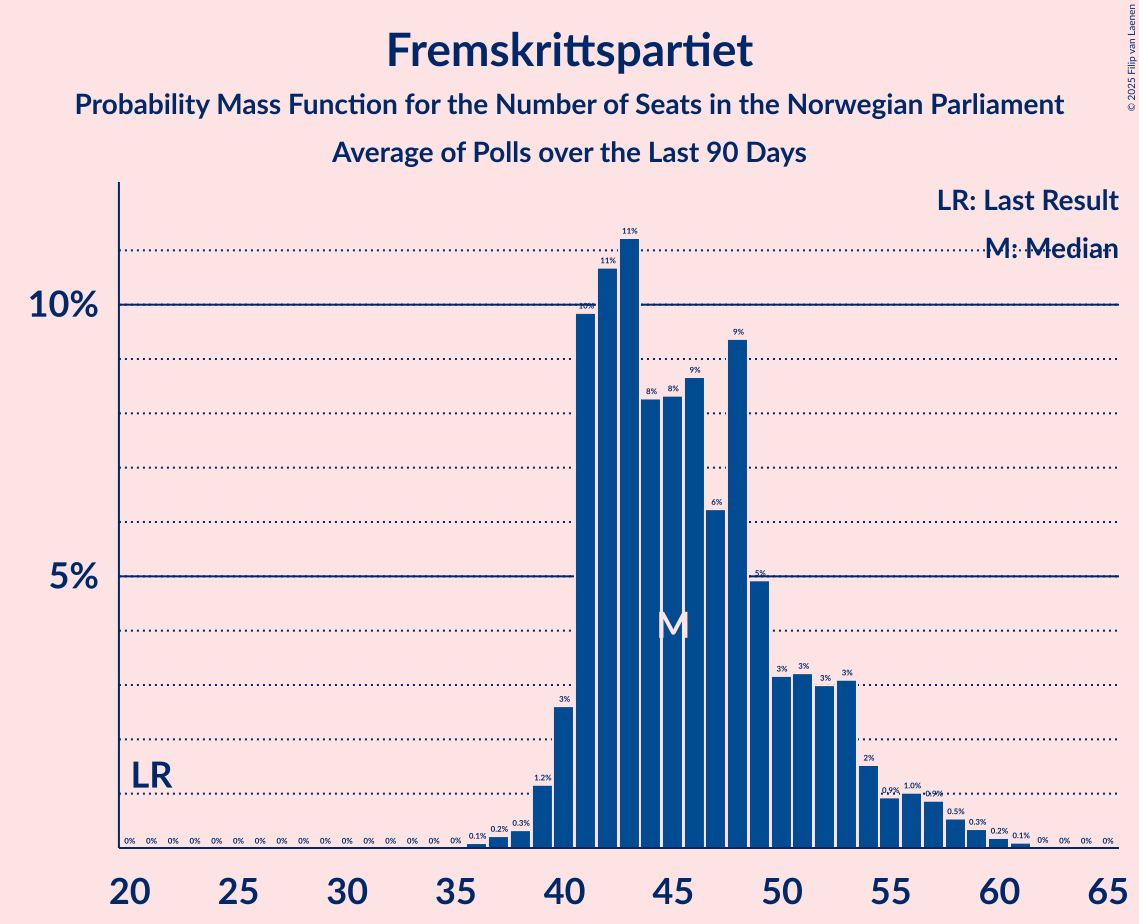 Fremskrittspartiet
Probability Mass Function for the Number of Seats in the Norwegian Parliament
Average of Polls over the Last 90 Days
© 2025 Filip van Laenen
LR: Last Result
M: Median
10%
5%
0% 0% 0% 0% 0% 0% 0% 0% 0% 0% 0% 0% 0% 0% 0% 0% 0.1% 0.2% 0.3% 1.2% 3% 10% 11% 11% 8% 8% 9% 6% 9% 5% 3% 3% 3% 3% 2% 0.9% 1.0% 0.9% 0.5% 0.3% 0.2% 0.1% 0% 0% 0% 0%
M
LR
20 25 30 35 40 45 50 55 60 65